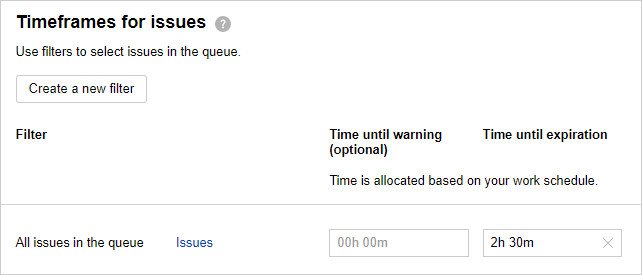 Timeframes for issues ?
Use filters to select issues in the queue.
Create a new filter
Filter
Time until warning
(optional)
Time until expiration
Time is allocated based on your work schedule.
All issues in the queue Issues 00h 00m 2h 30m